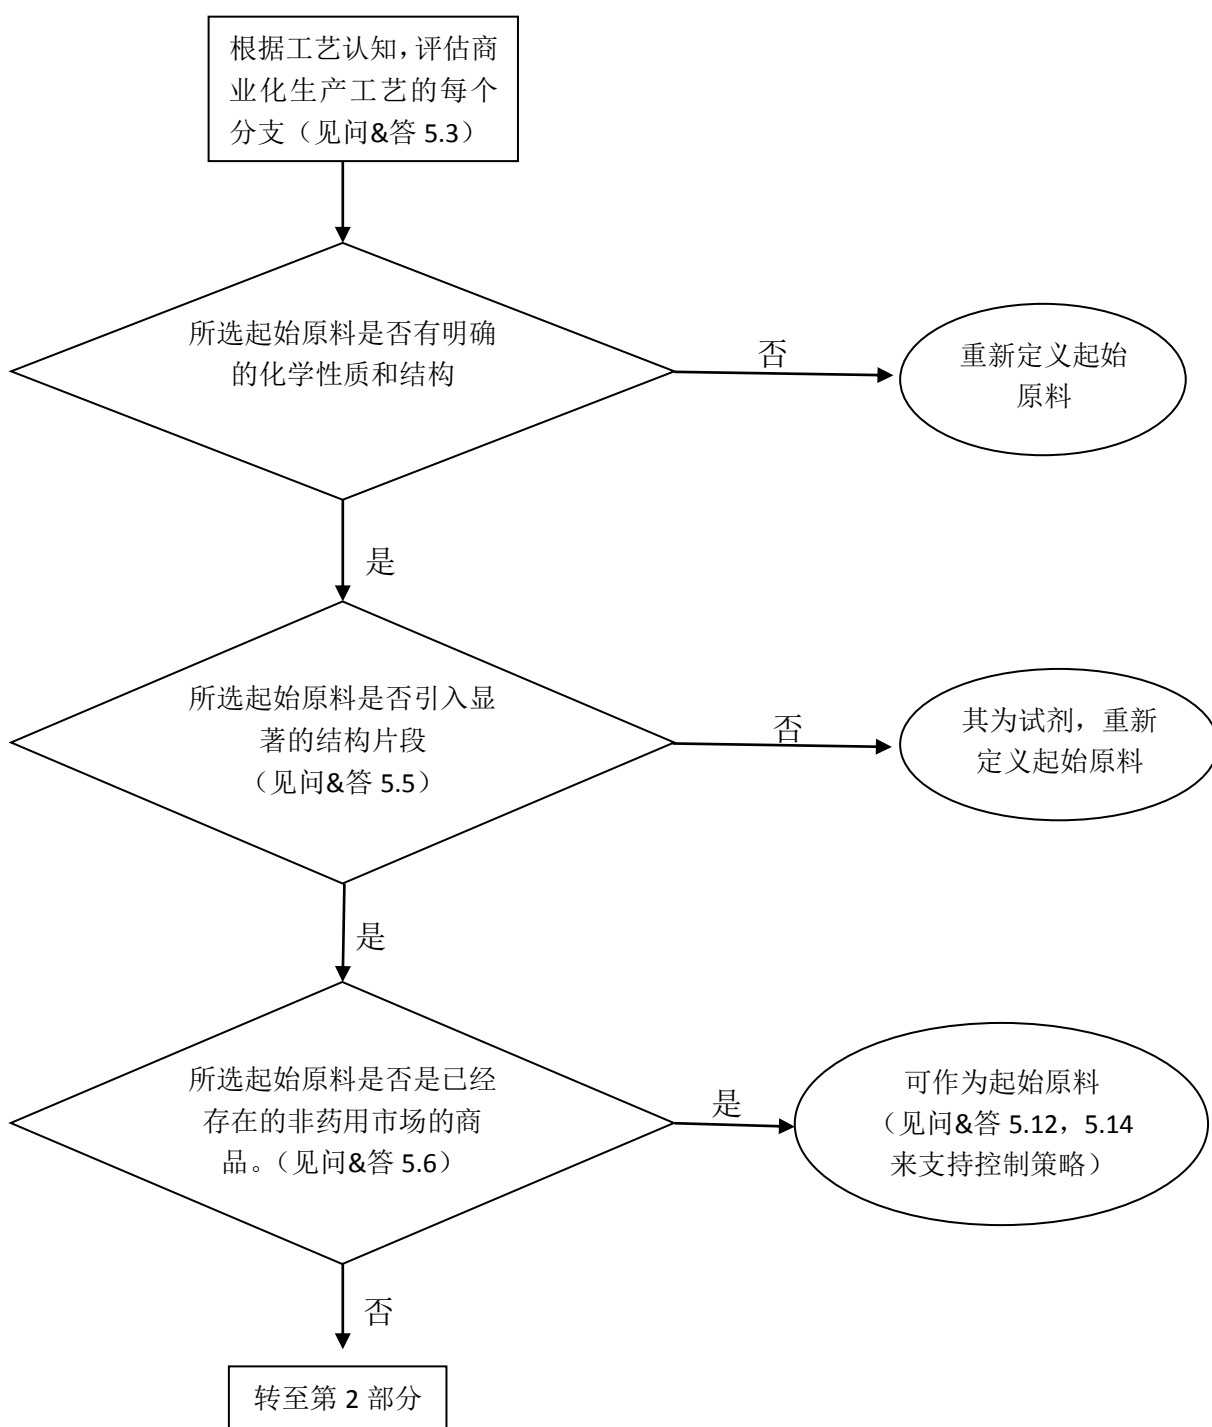 根据工艺认知，评估商
业化生产工艺的每个
分支（见问&答 5.3）
所选起始原料是否有明确
的化学性质和结构
否
重新定义起始
原料
是
所选起始原料是否引入显
著的结构片段
（见问&答 5.5）
否
其为试剂，重新
定义起始原料
是
所选起始原料是否是已经
存在的非药用市场的商
品。（见问&答 5.6）
是
可作为起始原料
（见问&答 5.12，5.14
来支持控制策略）
否
转至第 2 部分